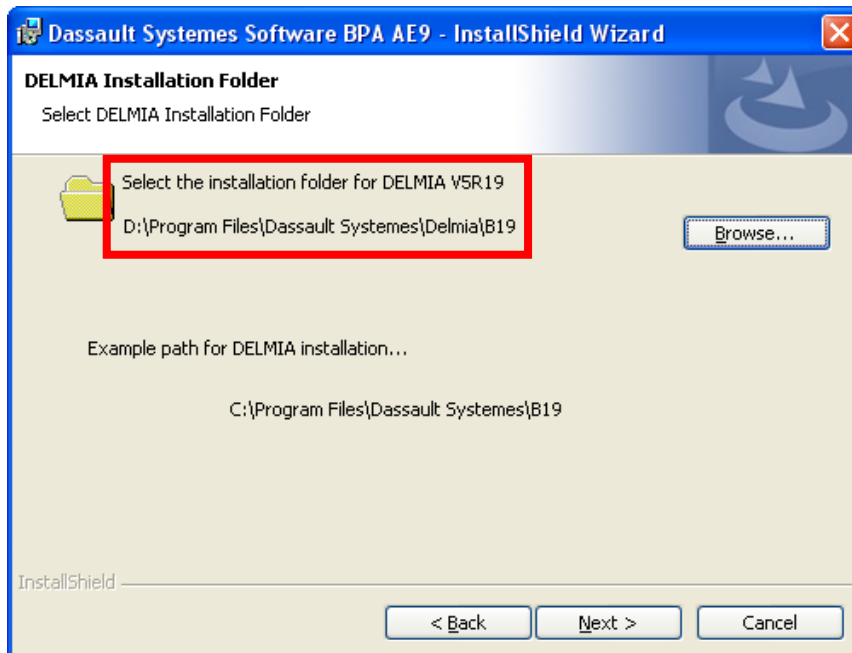 Dassault Systemes Software BPA AE9 - InstallShield Wizard
DELMIA Installation Folder
Select DELMIA Installation Folder
Select the installation folder for DELMIA V5R19
D:\Program Files\Dassault Systemes\Delmia\B19
Browse...
Example path for DELMIA installation...
C:\Program Files\Dassault Systemes\B19
InstallShield
< Back Next > Cancel